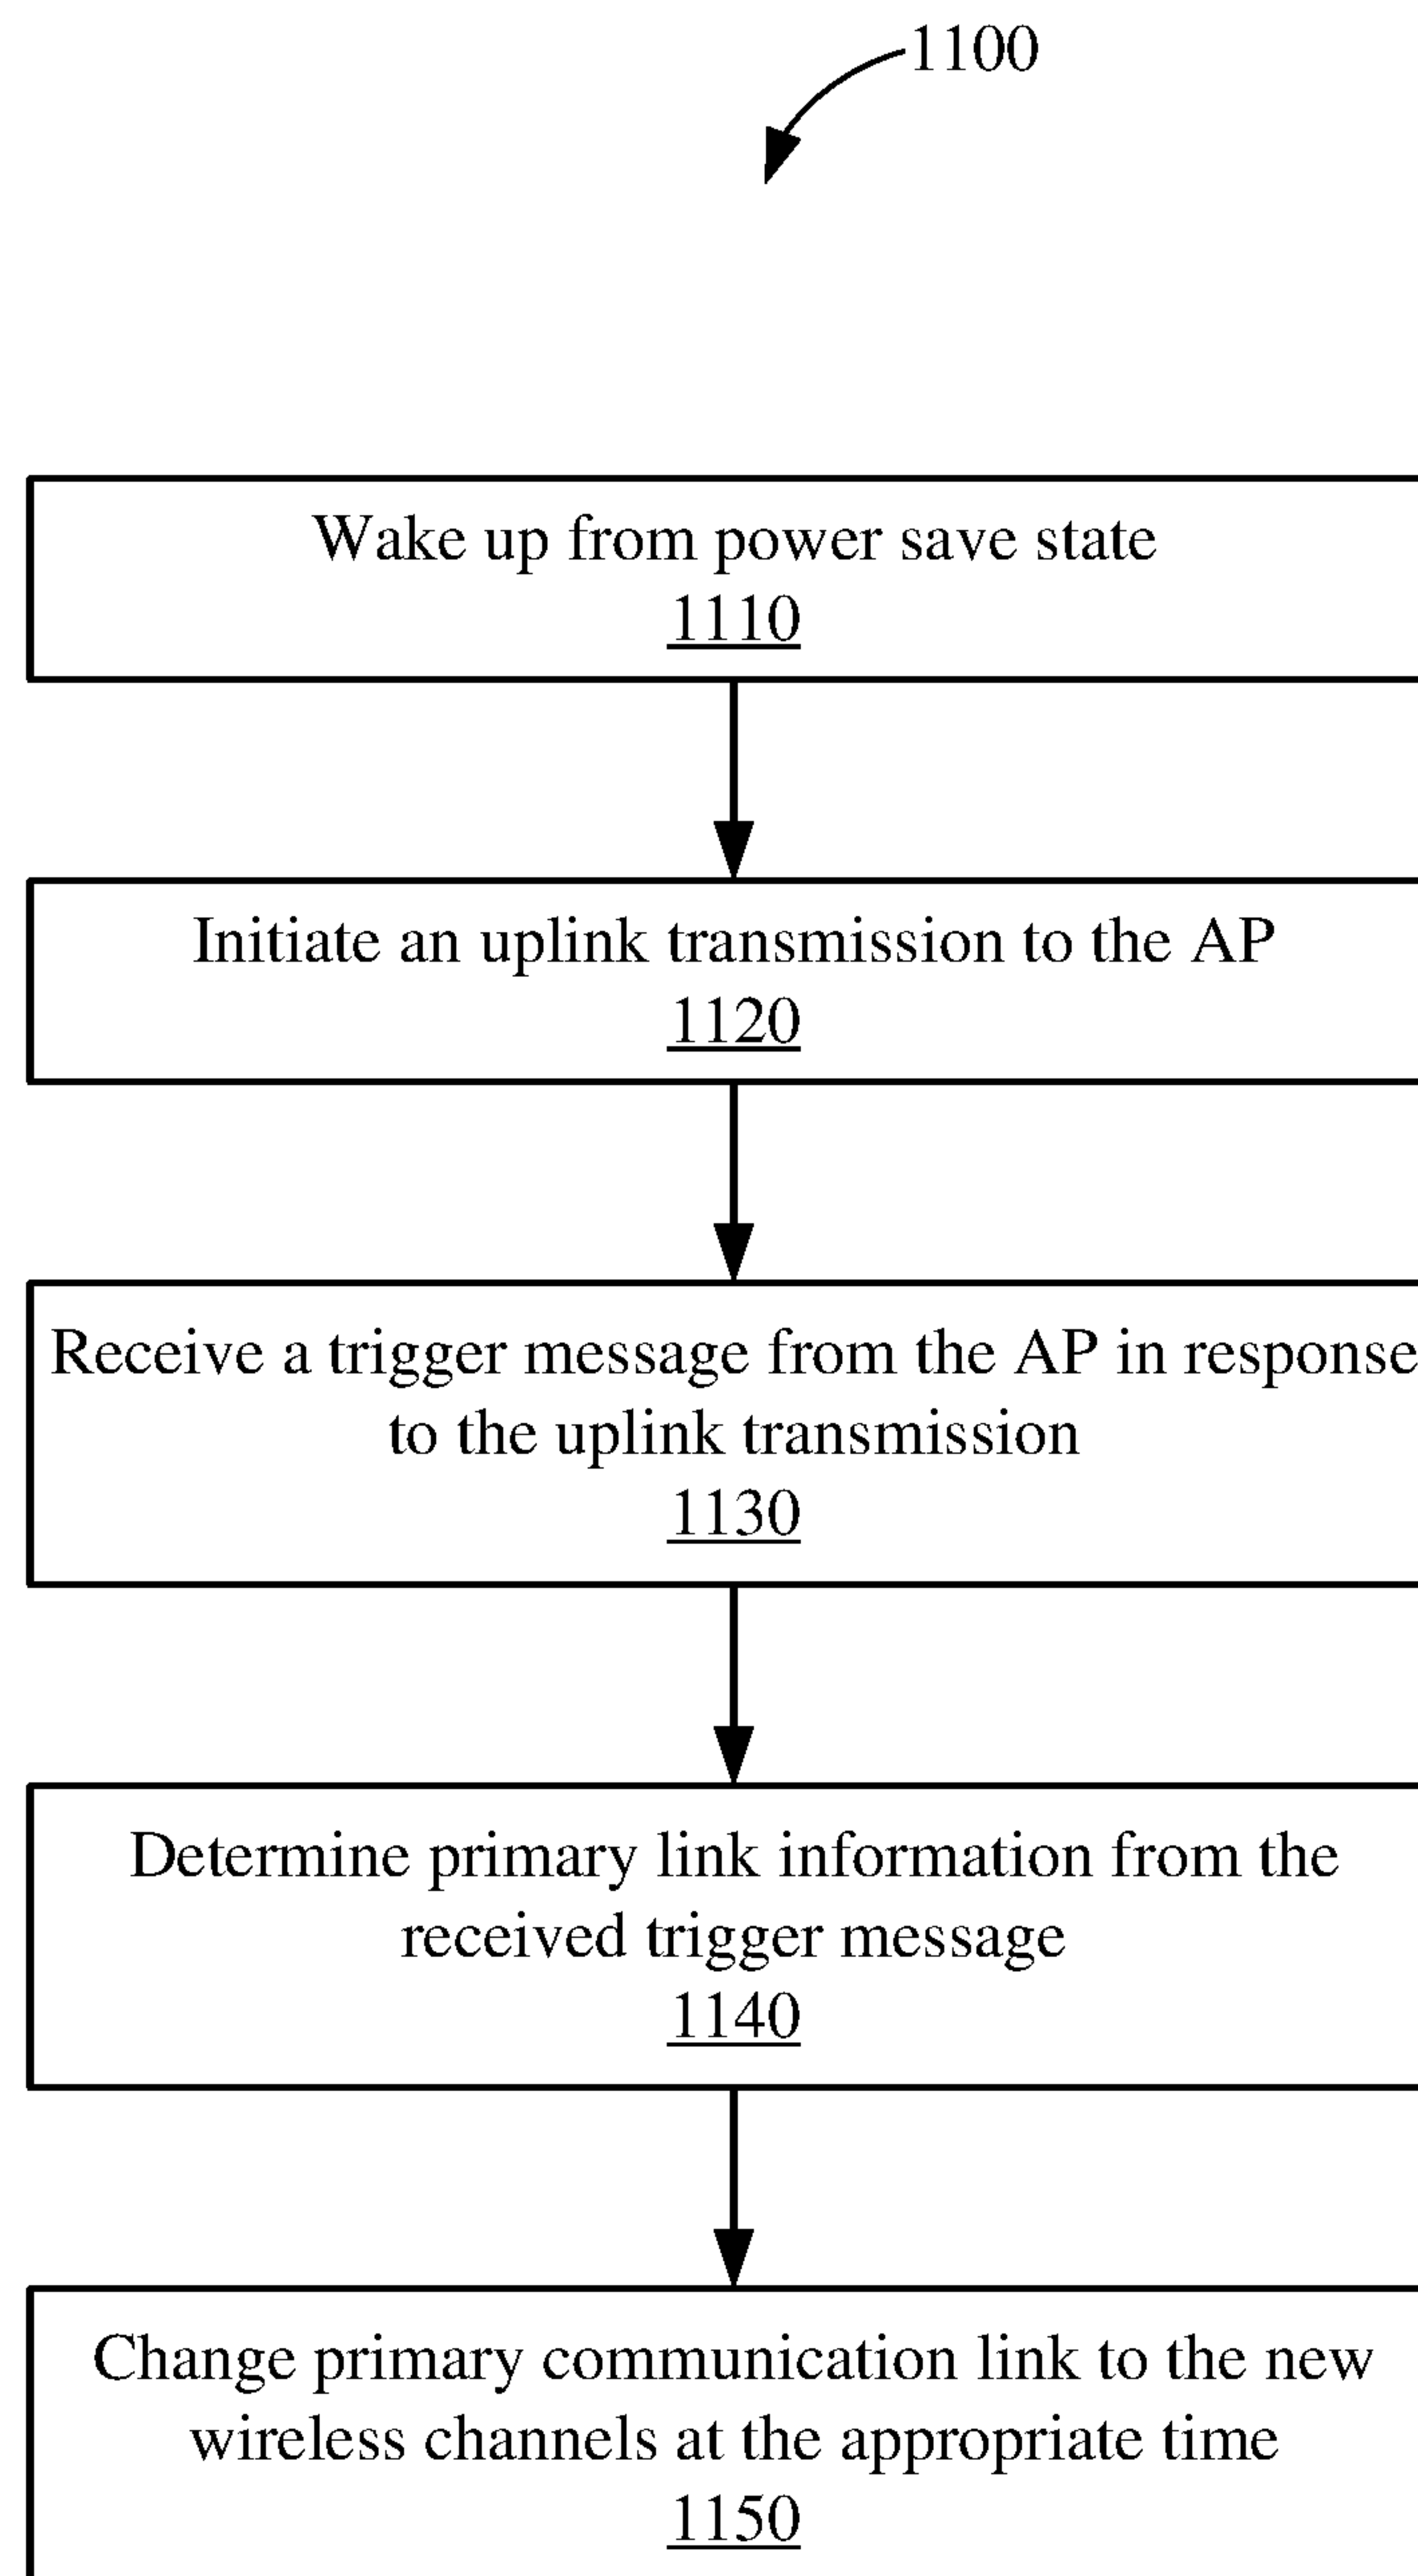 1100
Wake up from power save state
1110
Initiate an uplink transmission to the AP
1120
Receive a trigger message from the AP in response
to the uplink transmission
1130
Determine primary link information from the
received trigger message
1140
Change primary communication link to the new
wireless channels at the appropriate time
1150